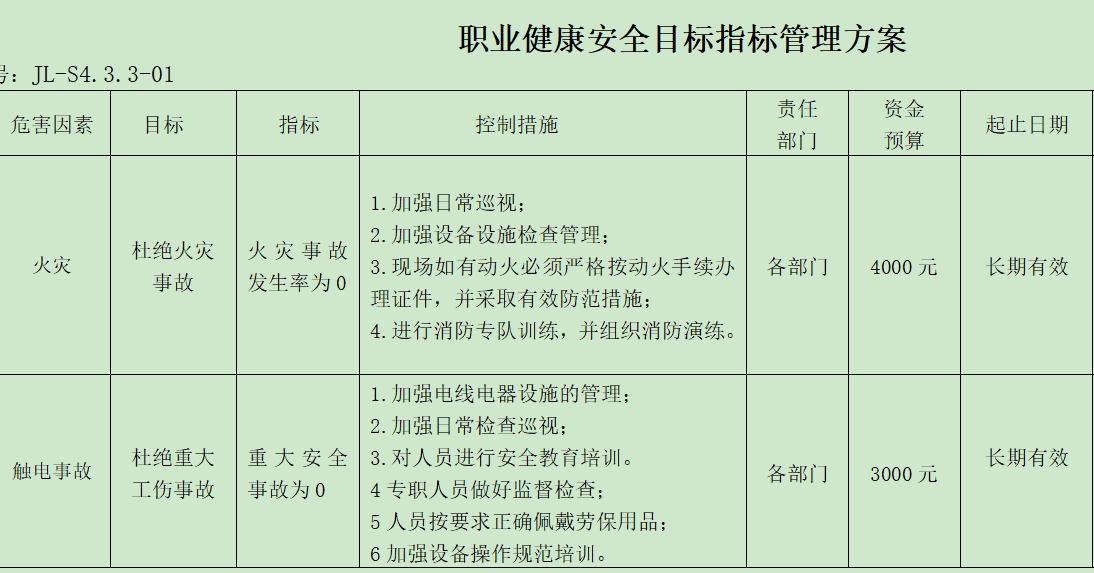 职业健康安全目标指标管理方案
号：JL-S4.3.3-01
危害因素
目标
指标
控制措施
责任
部门
资金
预算
起止日期
火灾
杜绝火灾
事故
火灾事故
发生率为0
1.加强日常巡视；
2.加强设备设施检查管理；
3.现场如有动火必须严格按动火手续办
理证件，并采取有效防范措施；
4.进行消防专队训练，并组织消防演练。
各部门
4000元
长期有效
触电事故
杜绝重大
工伤事故
重大安全
事故为0
1.加强电线电器设施的管理；
2.加强日常检查巡视；
3.对人员进行安全教育培训。
4专职人员做好监督检查；
5人员按要求正确佩戴劳保用品；
6加强设备操作规范培训。
各部门
3000元
长期有效